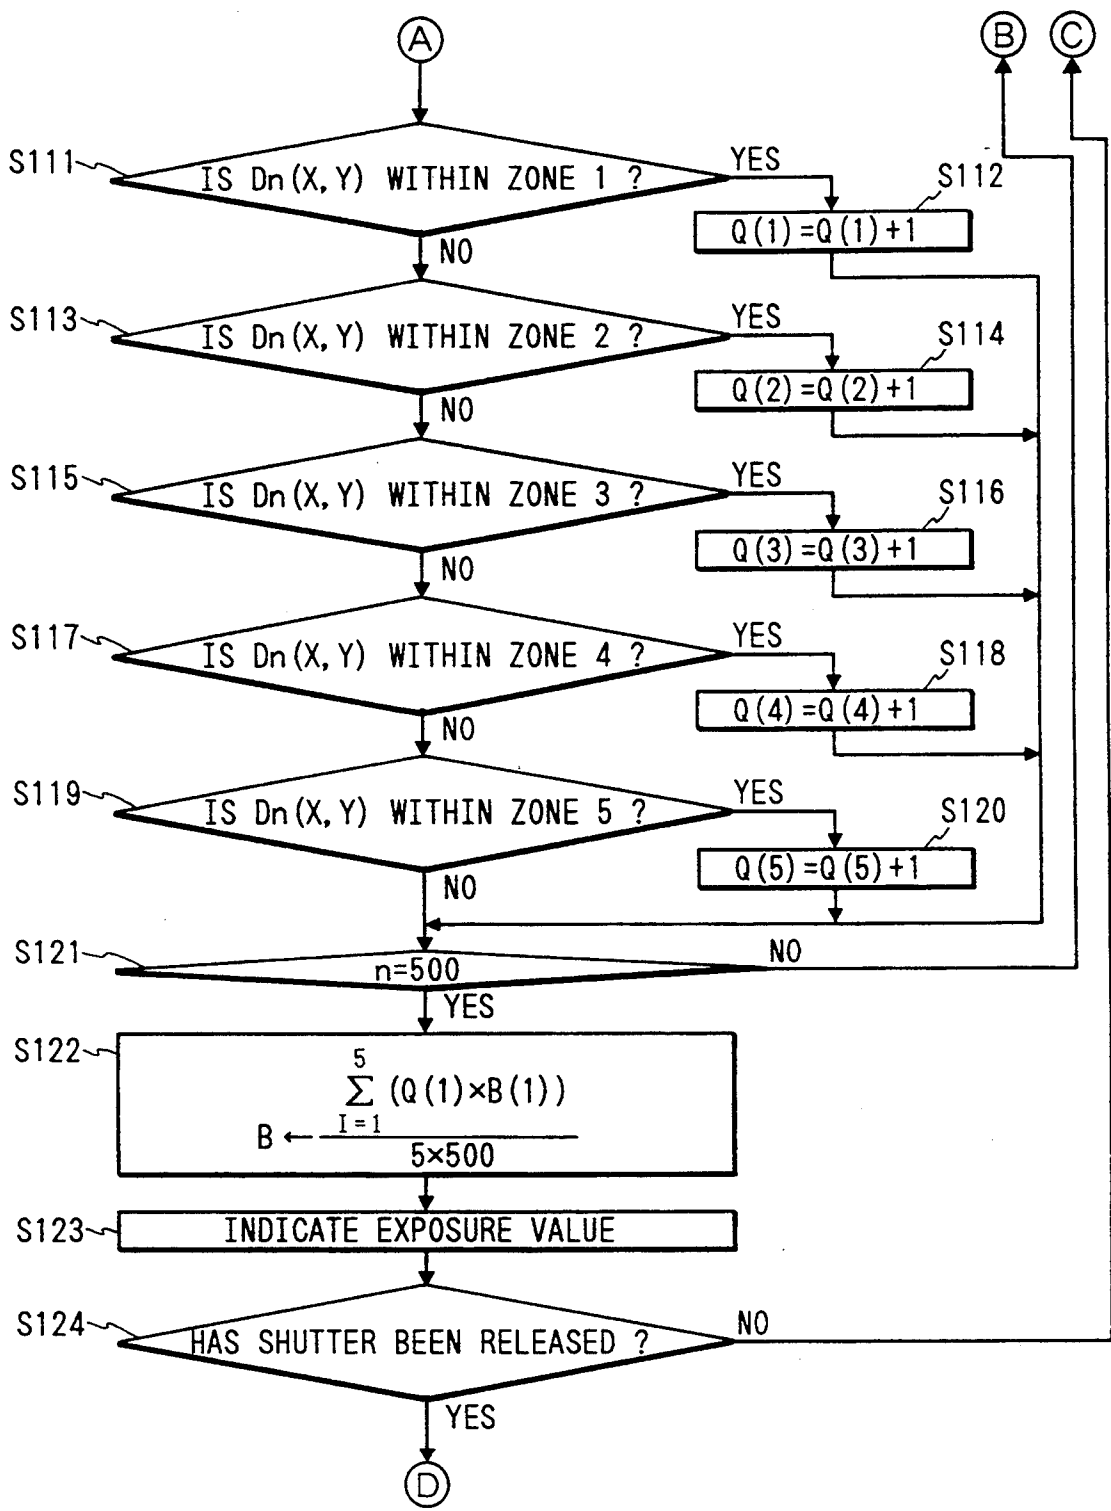 A
B
C
S111
IS Dn(X,Y) WITHIN ZONE 1 ?
YES
S112
Q(1)=Q(1)+1
NO
S113
IS Dn(X,Y) WITHIN ZONE 2 ?
YES
S114
Q(2)=Q(2)+1
NO
S115
IS Dn(X,Y) WITHIN ZONE 3 ?
YES
S116
Q(3)=Q(3)+1
NO
S117
IS Dn(X,Y) WITHIN ZONE 4 ?
YES
S118
Q(4)=Q(4)+1
NO
S119
IS Dn(X,Y) WITHIN ZONE 5 ?
YES
S120
Q(5)=Q(5)+1
NO
S121
n=500
NO
YES
S122
5
Σ (Q(1)×B(1))
I=1
B ←
5×500
S123
INDICATE EXPOSURE VALUE
S124
HAS SHUTTER BEEN RELEASED ?
NO
YES
D